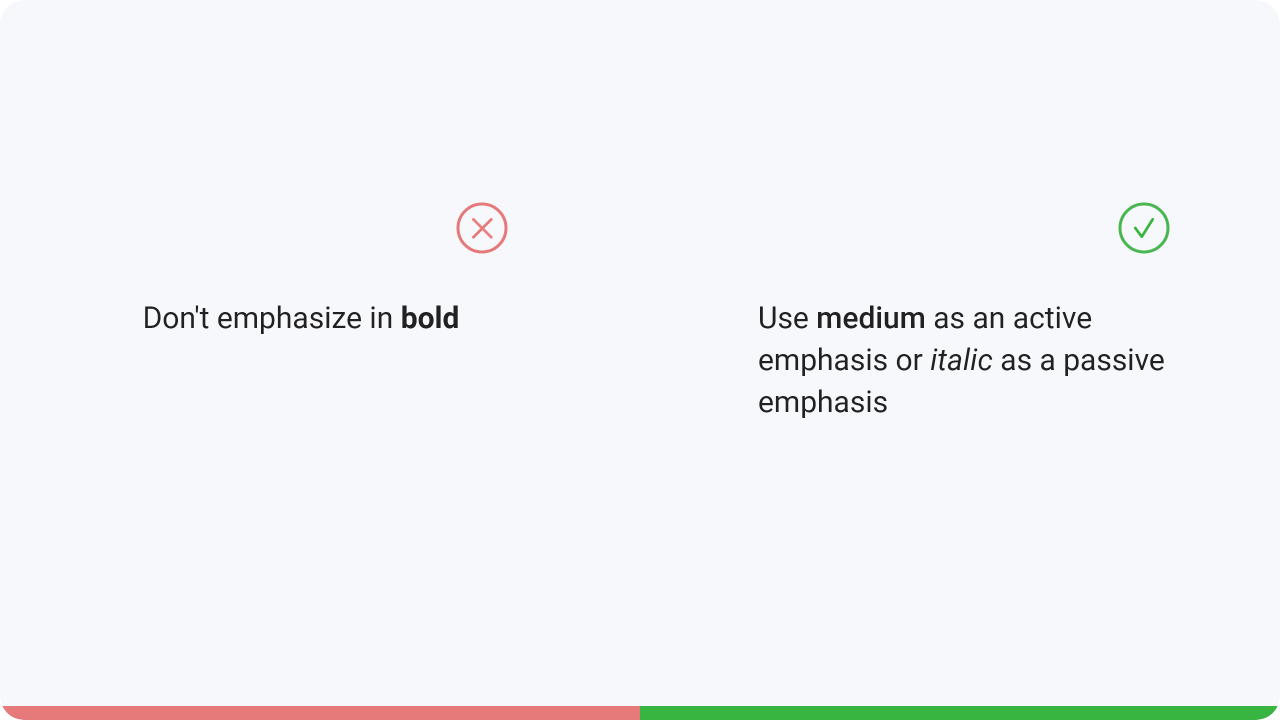 Don't emphasize in bold
Use medium as an active
emphasis or italic as a passive
emphasis